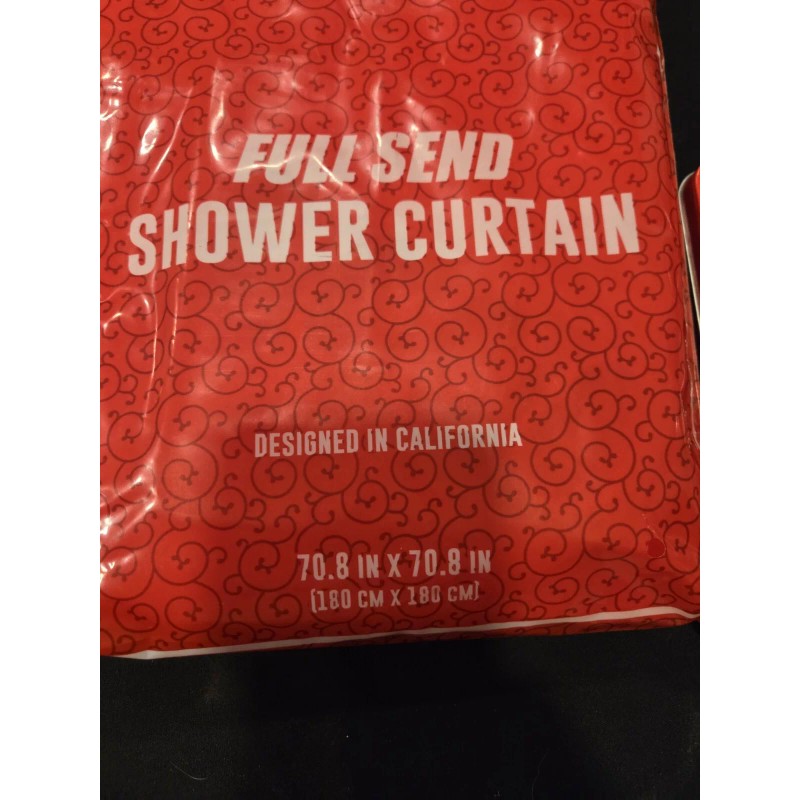 FULL SEND
SHOWER CURTAIN
DESIGNED IN CALIFORNIA
70.8 IN X 70.8 IN
(180 CM X 180 CM)